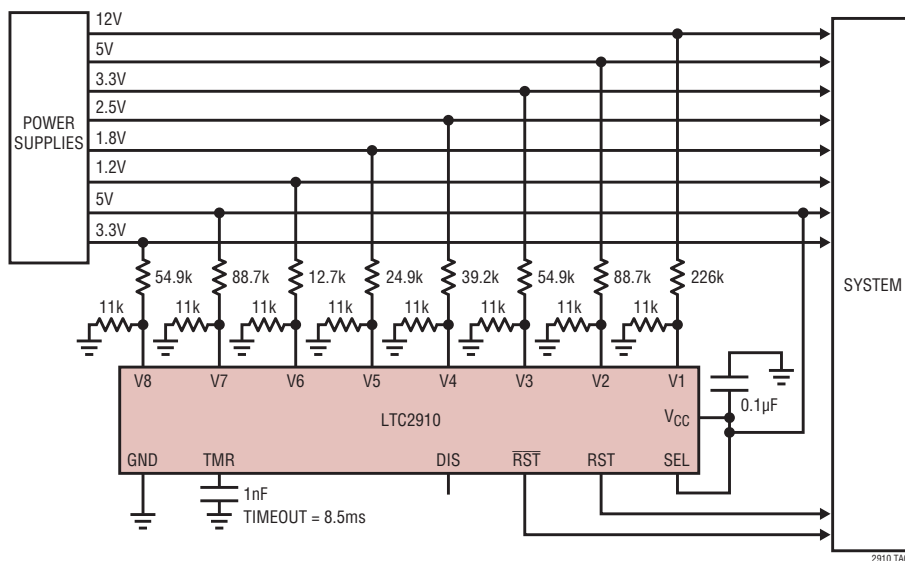 12V
5V
3.3V
2.5V
1.8V
1.2V
5V
3.3V
POWER
SUPPLIES
SYSTEM
54.9k
88.7k
12.7k
24.9k
39.2k
54.9k
88.7k
226k
11k
11k
11k
11k
11k
11k
11k
11k
V8
V7
V6
V5
V4
V3
V2
V1
LTC2910
VCC
0.1µF
GND
TMR
DIS
RST
RST
SEL
1nF
TIMEOUT = 8.5ms